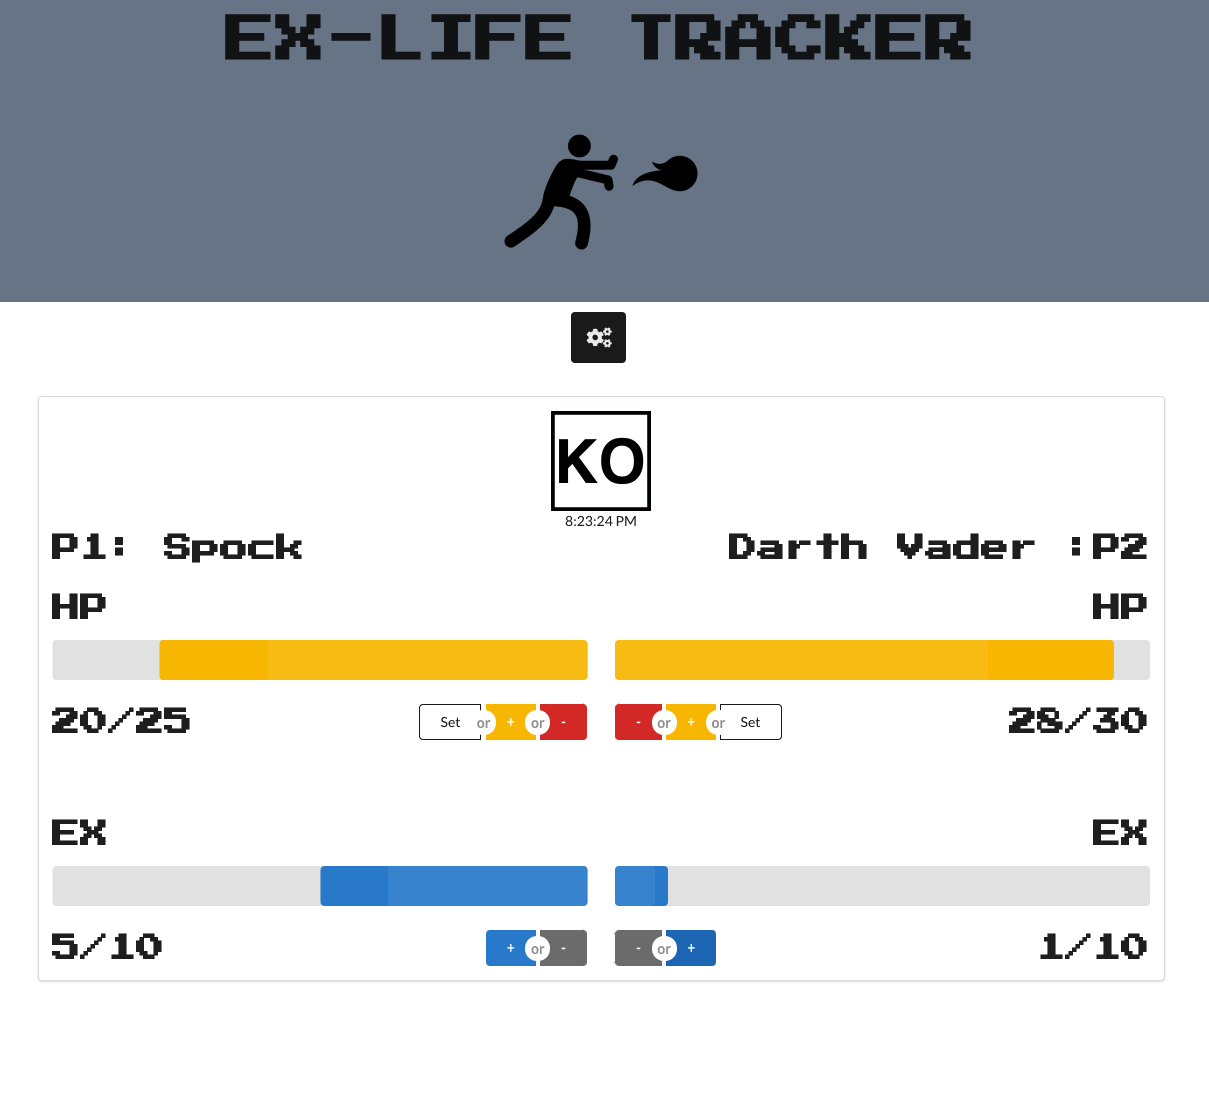 EX-LIFE TRACKER
KO
8:23:24 PM
P1: Spock
Darth Vader :P2
HP
HP
20/25
Set or + or -
- or + or Set
28/30
EX
EX
5/10
+ or -
- or +
1/10